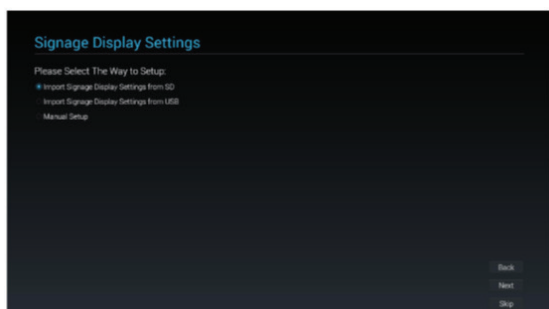 Signage Display Settings
Please Select The Way to Setup:
Import Signage Display Settings from SD
Import Signage Display Settings from USB
Manual Setup
Back
Next
Skip